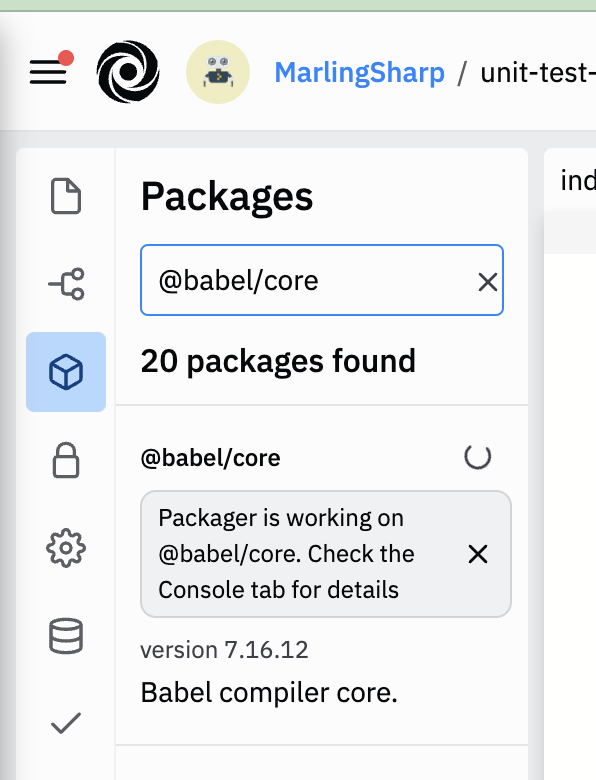 MarlingSharp / unit-test-
ind
Packages
@babel/core
20 packages found
@babel/core
Packager is working on
@babel/core. Check the
Console tab for details
version 7.16.12
Babel compiler core.